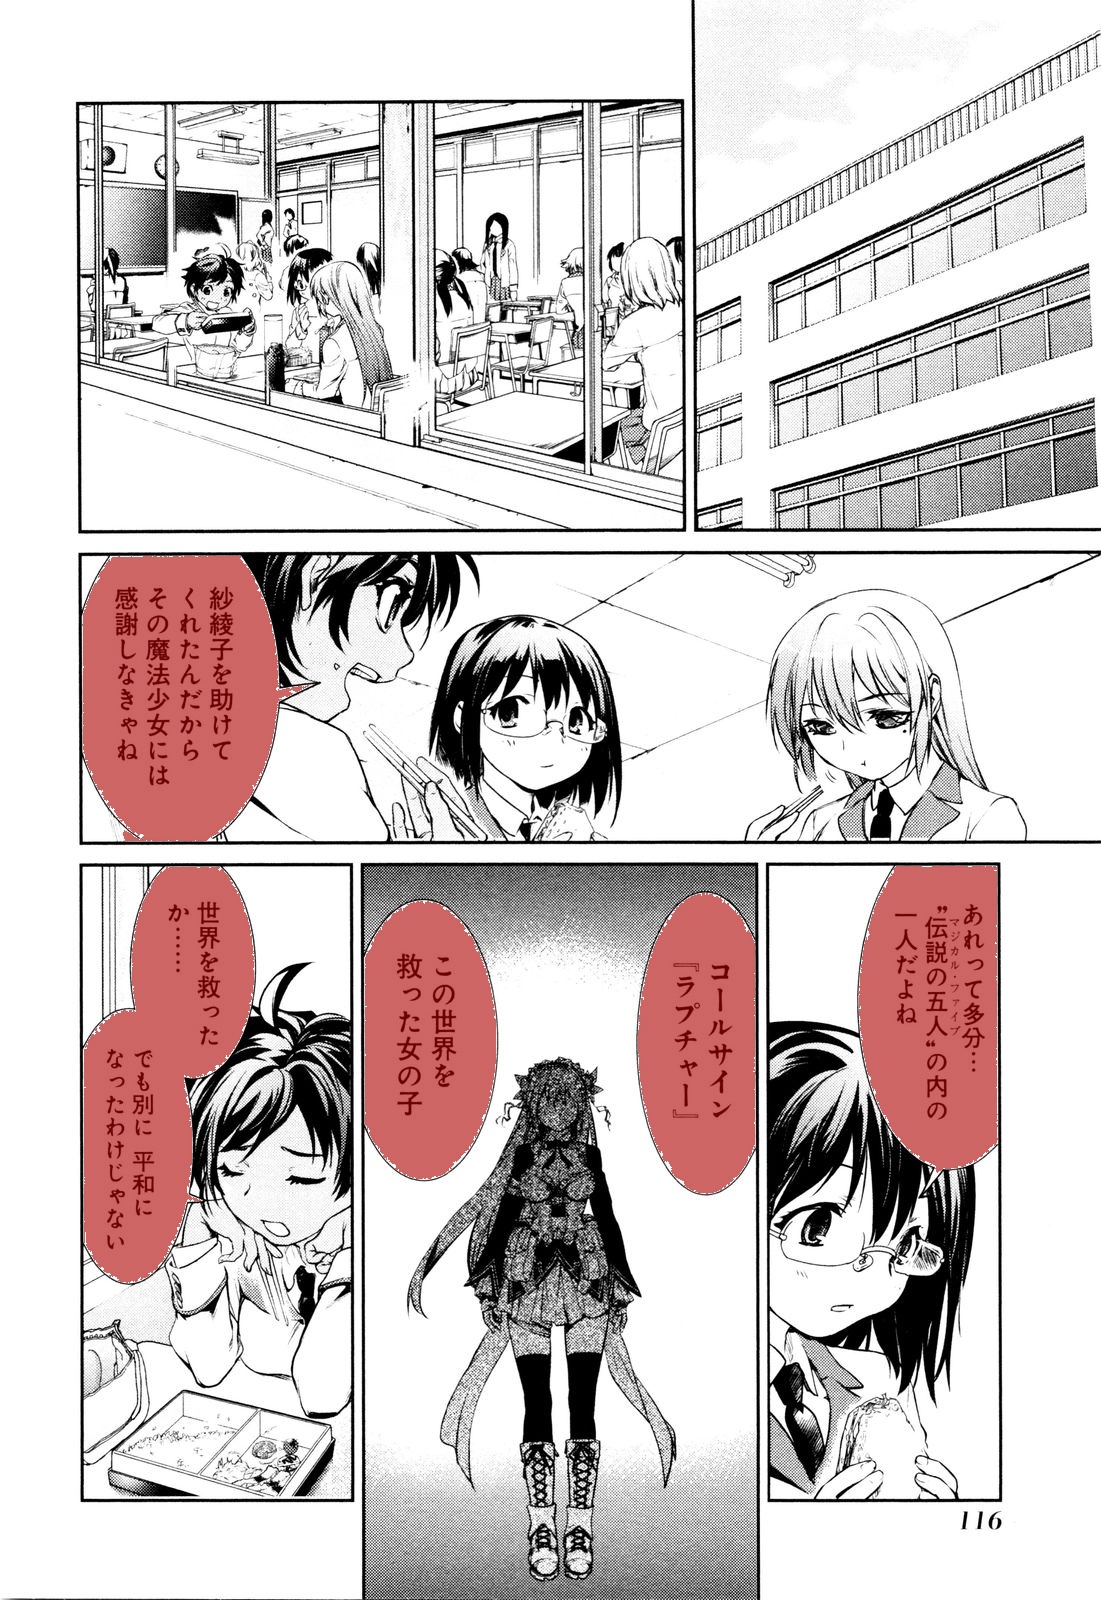 紗綾子を助けて
くれたんだから
その魔法少女には
感謝しなきゃね
あれって多分…
“伝説の五人“の内の
マジカル・ファイブ
一人だよね
コールサイン
『ラプチャー』
この世界を
救った女の子
世界を救った
か……
でも別に 平和に
なったわけじゃない
116